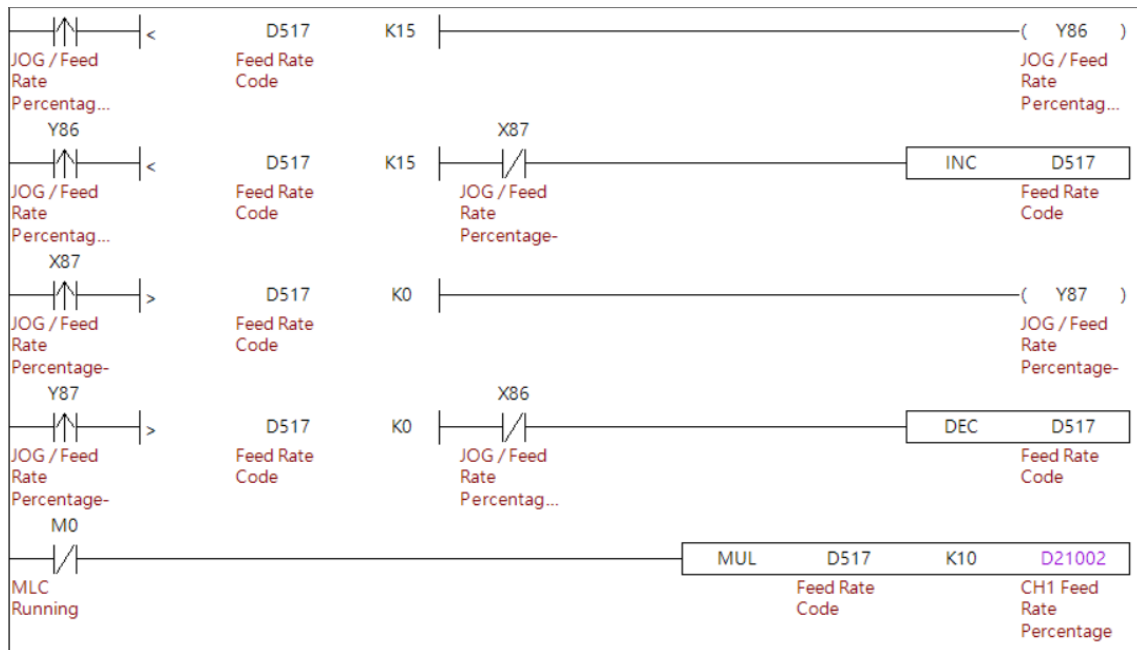 < D517 K15 ( Y86 )
JOG / Feed Feed Rate JOG / Feed
Rate Code Rate
Percentag... Percentag...
Y86 X87
< D517 K15 INC D517
JOG / Feed Feed Rate JOG / Feed Feed Rate
Rate Code Rate Code
Percentag... Percentage-
X87
> D517 K0 ( Y87 )
JOG / Feed Feed Rate JOG / Feed
Rate Code Rate
Percentage- Percentage-
Y87 X86
> D517 K0 DEC D517
JOG / Feed Feed Rate JOG / Feed Feed Rate
Rate Code Rate Code
Percentage- Percentag...
M0
MUL D517 K10 D21002
MLC Feed Rate CH1 Feed
Running Code Rate
Percentage